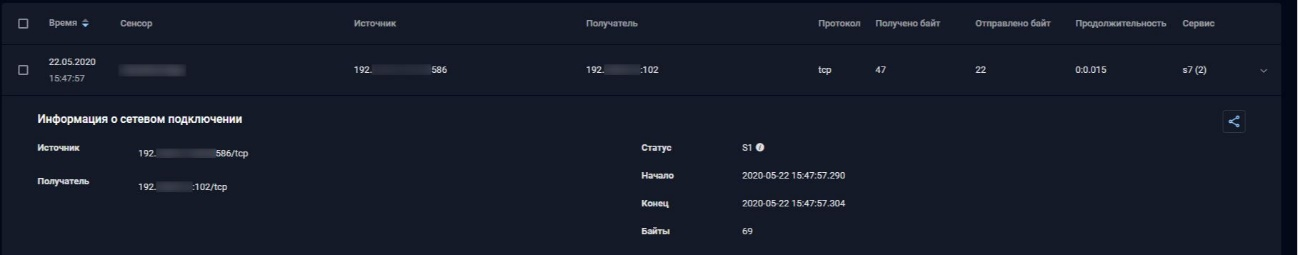 Время Сенсор Источник Получатель Протокол Получено байт Отправлено байт Продолжительность Сервис
22.05.2020
15:47:57
192. 586 192. :102 tcp 47 22 0:0.015 s7 (2)
Информация о сетевом подключении
Источник 192. 586/tcp
Получатель 192. :102/tcp
Статус S1
Начало 2020-05-22 15:47:57.290
Конец 2020-05-22 15:47:57.304
Байты 69